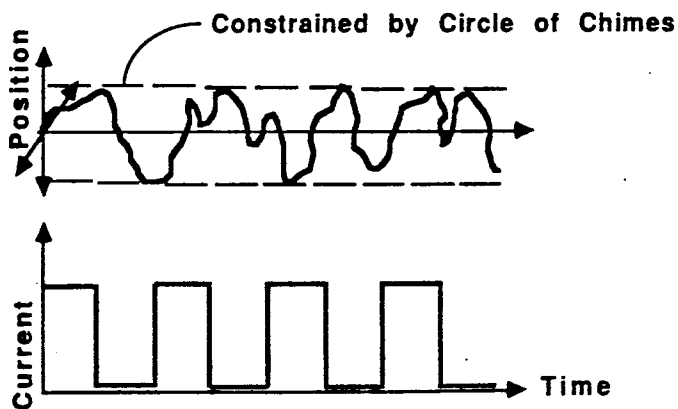 Constrained by Circle of Chimes
Position
Current
Time